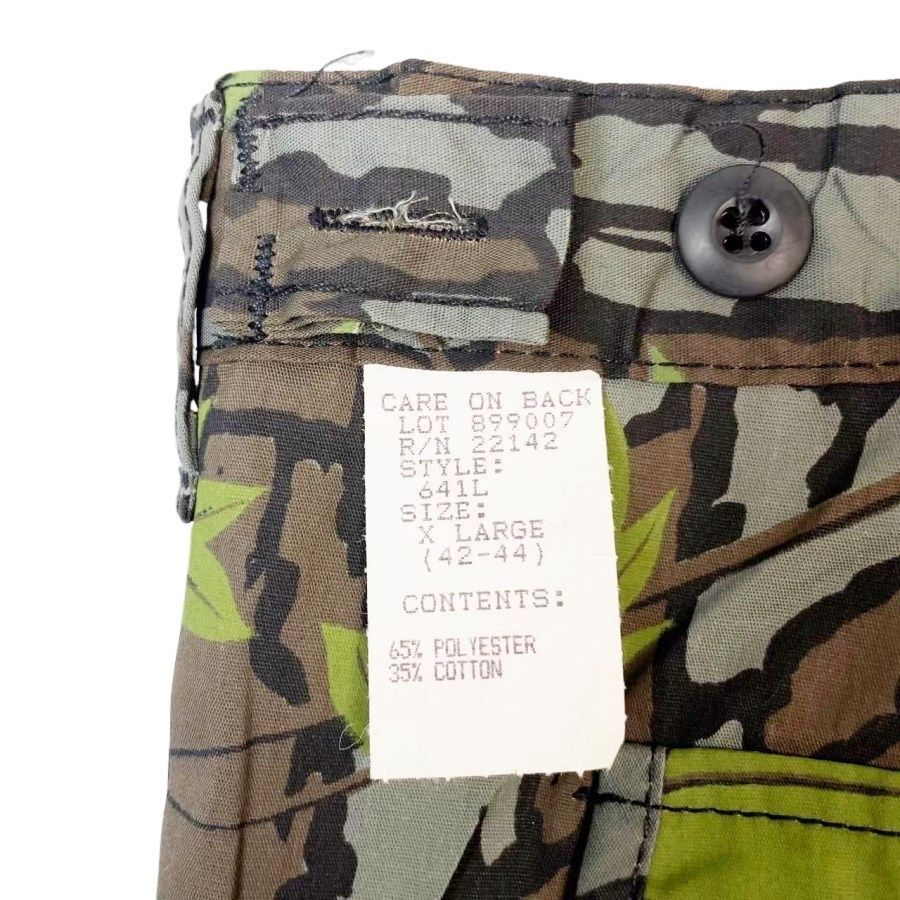 CARE ON BACK
LOT 899007
R/N 22142
STYLE:
641L
SIZE:
X LARGE
(42-44)
CONTENTS:
65% POLYESTER
35% COTTON